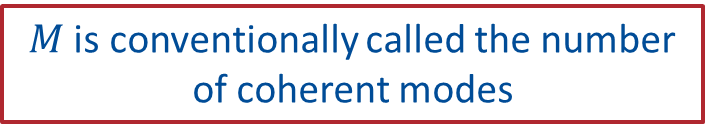 M is conventionally called the number
of coherent modes